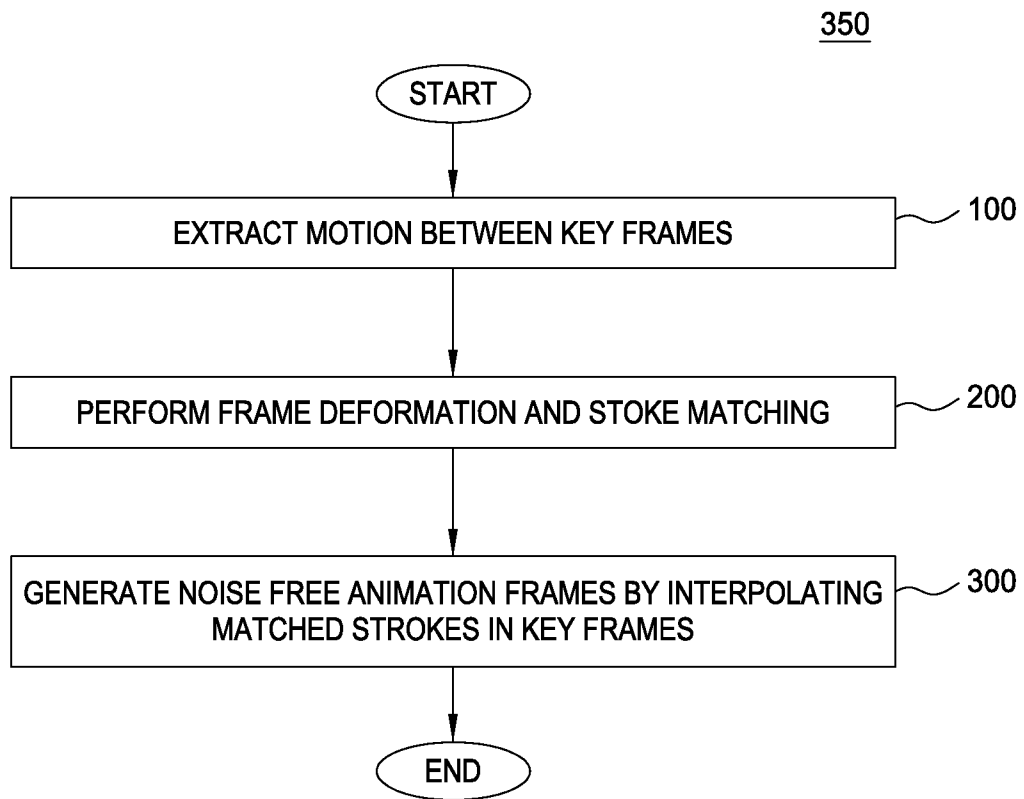 350
START
EXTRACT MOTION BETWEEN KEY FRAMES
100
PERFORM FRAME DEFORMATION AND STOKE MATCHING
200
GENERATE NOISE FREE ANIMATION FRAMES BY INTERPOLATING
MATCHED STROKES IN KEY FRAMES
300
END